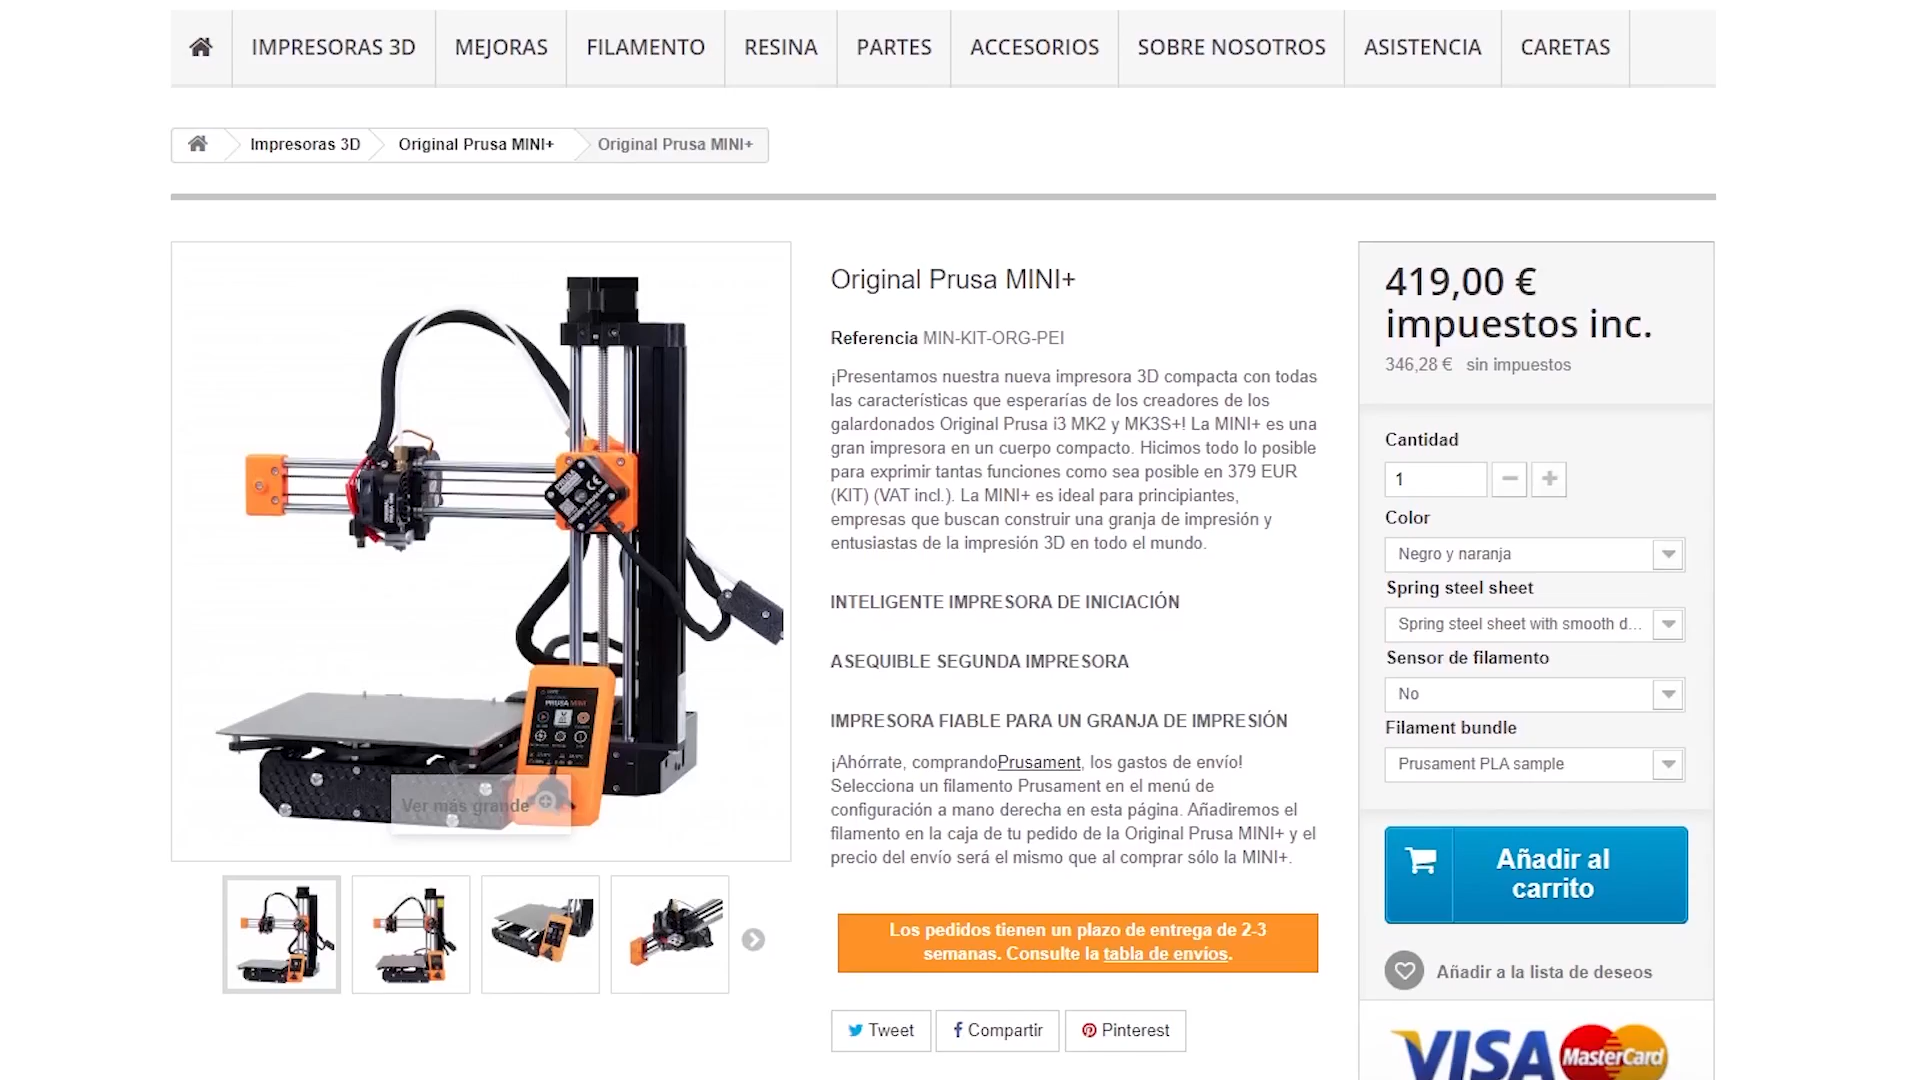 IMPRESORAS 3D MEJORAS FILAMENTO RESINA PARTES ACCESORIOS SOBRE NOSOTROS ASISTENCIA CARETAS
Impresoras 3D Original Prusa MINI+ Original Prusa MINI+
Ver más grande
PRUSA MINI
Original Prusa MINI+
Referencia MIN-KIT-ORG-PEI
¡Presentamos nuestra nueva impresora 3D compacta con todas
las características que esperarías de los creadores de los
galardonados Original Prusa i3 MK2 y MK3S+! La MINI+ es una
gran impresora en un cuerpo compacto. Hicimos todo lo posible
para exprimir tantas funciones como sea posible en 379 EUR
(KIT) (VAT incl.). La MINI+ es ideal para principiantes,
empresas que buscan construir una granja de impresión y
entusiastas de la impresión 3D en todo el mundo.
INTELIGENTE IMPRESORA DE INICIACIÓN
ASEQUIBLE SEGUNDA IMPRESORA
IMPRESORA FIABLE PARA UN GRANJA DE IMPRESIÓN
¡Ahórrate, comprandoPrusament, los gastos de envío!
Selecciona un filamento Prusament en el menú de
configuración a mano derecha en esta página. Añadiremos el
filamento en la caja de tu pedido de la Original Prusa MINI+ y el
precio del envío será el mismo que al comprar sólo la MINI+.
Los pedidos tienen un plazo de entrega de 2-3
semanas. Consulte la tabla de envíos.
Tweet Compartir Pinterest
419,00 €
impuestos inc.
346,28 € sin impuestos
Cantidad
1
Color
Negro y naranja
Spring steel sheet
Spring steel sheet with smooth d...
Sensor de filamento
No
Filament bundle
Prusament PLA sample
Añadir al
carrito
Añadir a la lista de deseos
VISA MasterCard